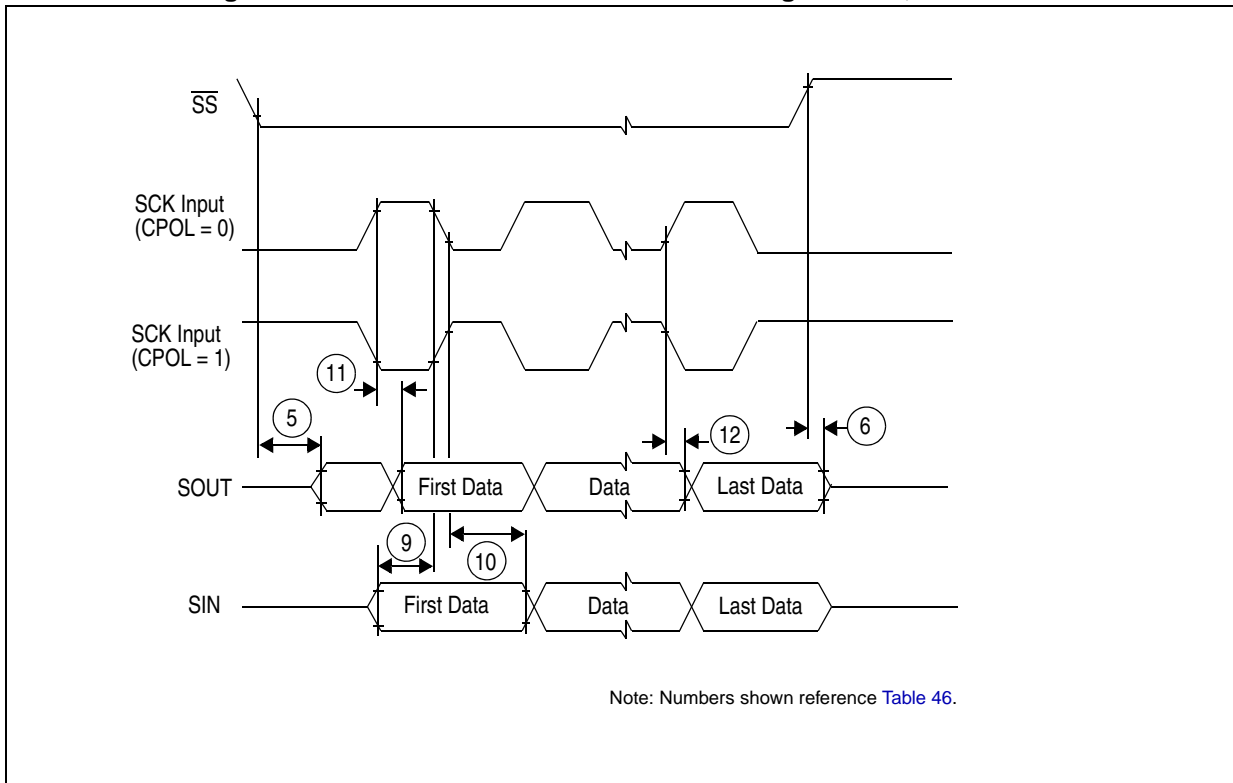 SS
SCK Input
(CPOL = 0)
SCK Input
(CPOL = 1)
11
5
12
6
SOUT
First Data
Data
Last Data
9
10
SIN
First Data
Data
Last Data
Note: Numbers shown reference Table 46.